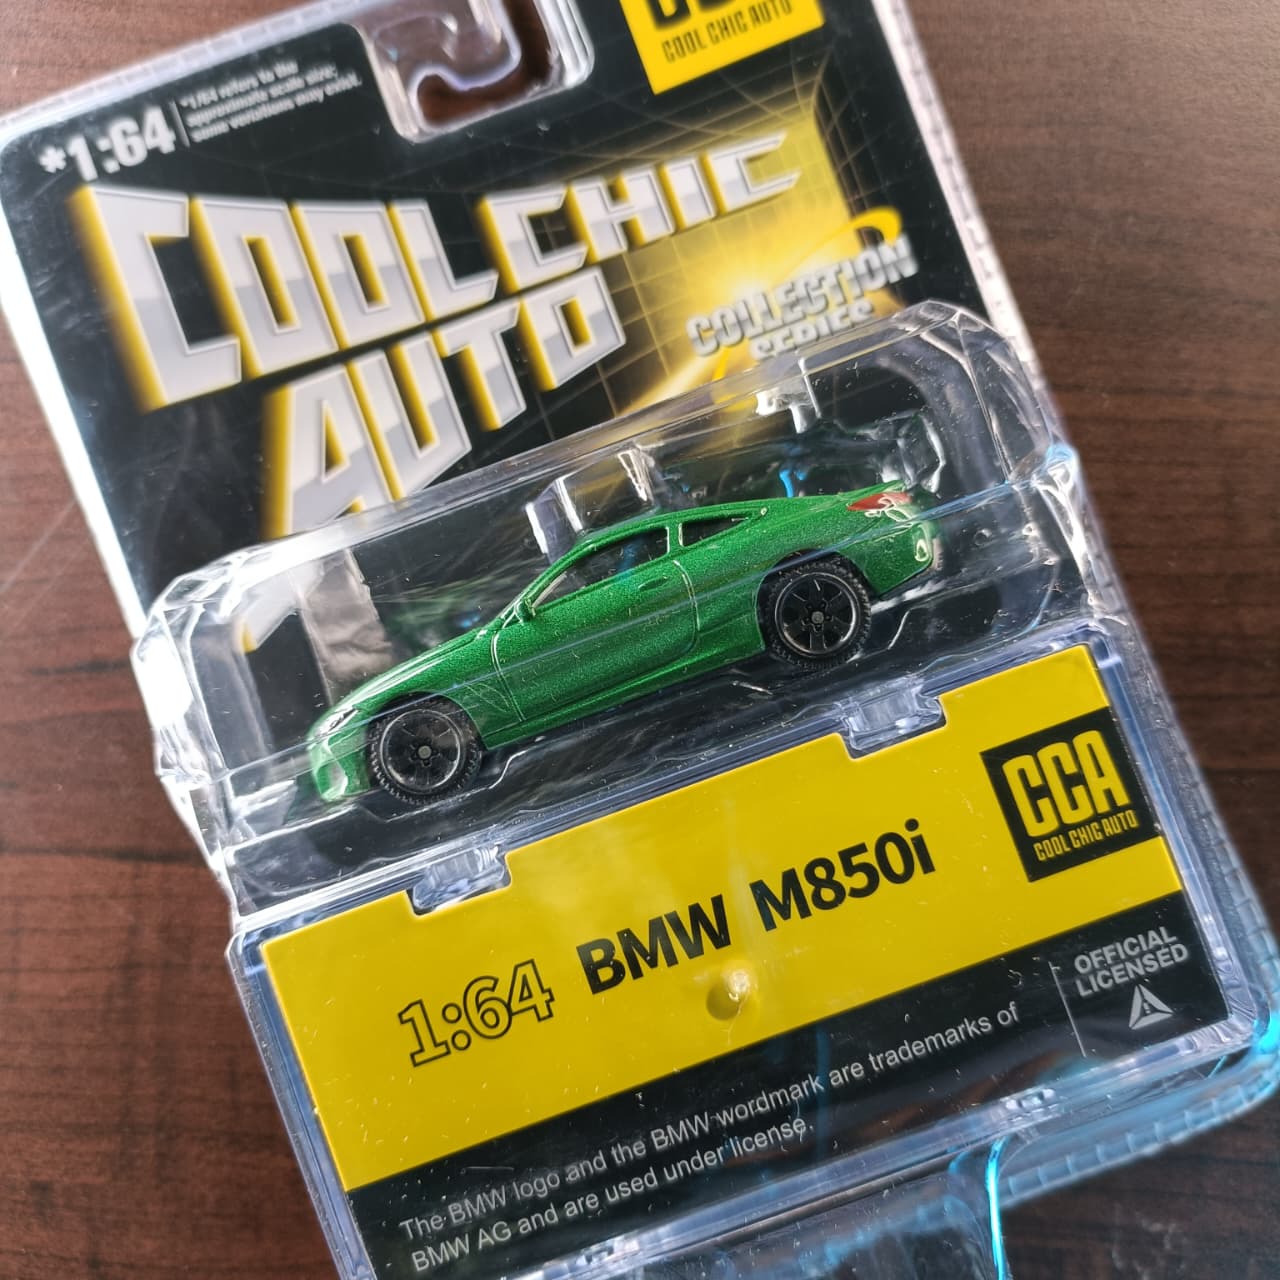 COOL CHIC AUTO
*1:64
*1/64 refers to the
approximate scale size;
some variations may exist.
COOL CHIC
AUTO
COLLECTION
SERIES
CCA
COOL CHIC AUTO
1:64 BMW M850i
OFFICIAL
LICENSED
The BMW logo and the BMW wordmark are trademarks of
BMW AG and are used under license.